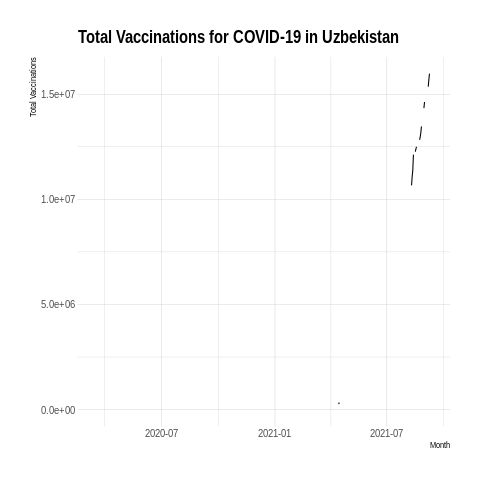 Total Vaccinations for COVID-19 in Uzbekistan
Total Vaccinations
1.5e+07
1.0e+07
5.0e+06
0.0e+00
2020-07
2021-01
2021-07
Month